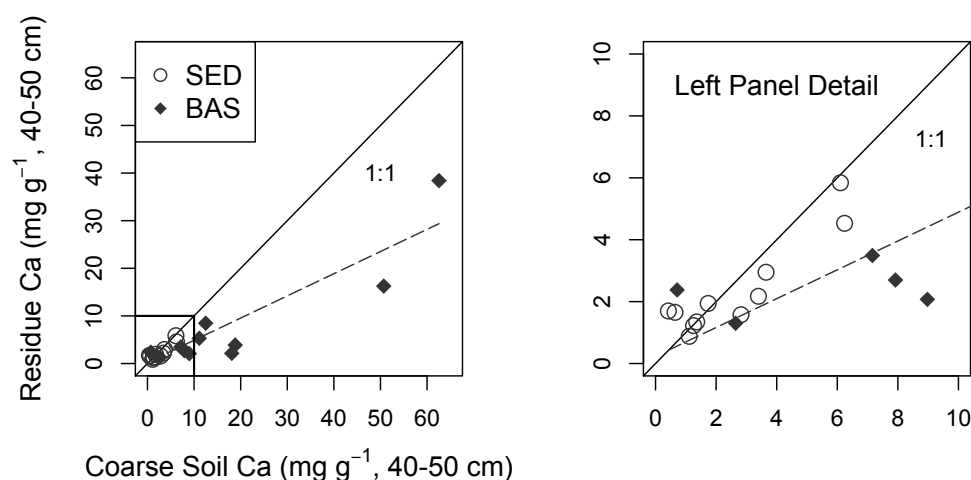 Residue Ca (mg g⁻¹, 40-50 cm)
60
50
40
30
20
10
0
SED
BAS
1:1
0 10 20 30 40 50 60
Coarse Soil Ca (mg g⁻¹, 40-50 cm)
10
8
6
4
2
0
Left Panel Detail
1:1
0 2 4 6 8 10